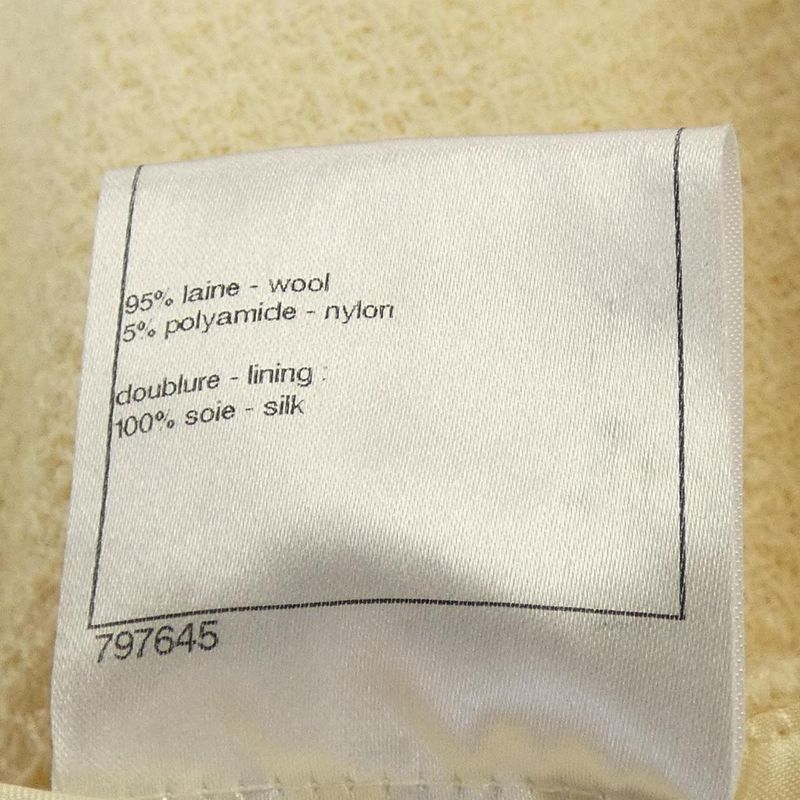 95% laine - wool
5% polyamide - nylon
doublure - lining :
100% soie - silk
797645